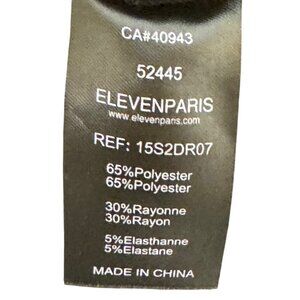 CA#40943
52445
ELEVENPARIS
www.elevenparis.com
REF: 15S2DR07
65%Polyester
65%Polyester
30%Rayonne
30%Rayon
5%Elasthanne
5%Elastane
MADE IN CHINA